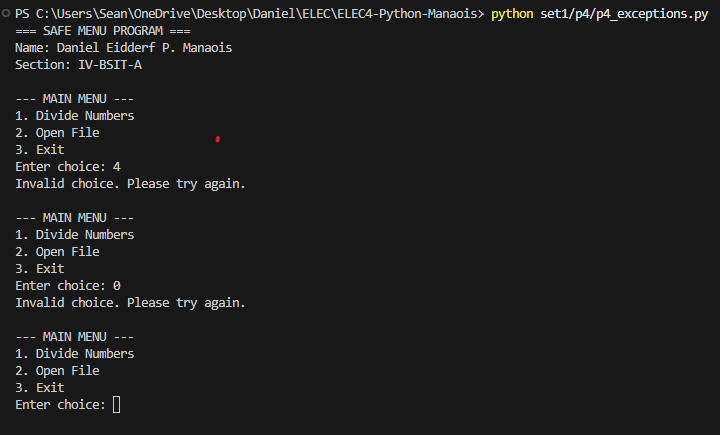 PS C:\Users\Sean\OneDrive\Desktop\Daniel\ELEC\ELEC4-Python-Manaois> python set1/p4/p4_exceptions.py
=== SAFE MENU PROGRAM ===
Name: Daniel Eidderf P. Manaois
Section: IV-BSIT-A

--- MAIN MENU ---
1. Divide Numbers
2. Open File
3. Exit
Enter choice: 4
Invalid choice. Please try again.

--- MAIN MENU ---
1. Divide Numbers
2. Open File
3. Exit
Enter choice: 0
Invalid choice. Please try again.

--- MAIN MENU ---
1. Divide Numbers
2. Open File
3. Exit
Enter choice: